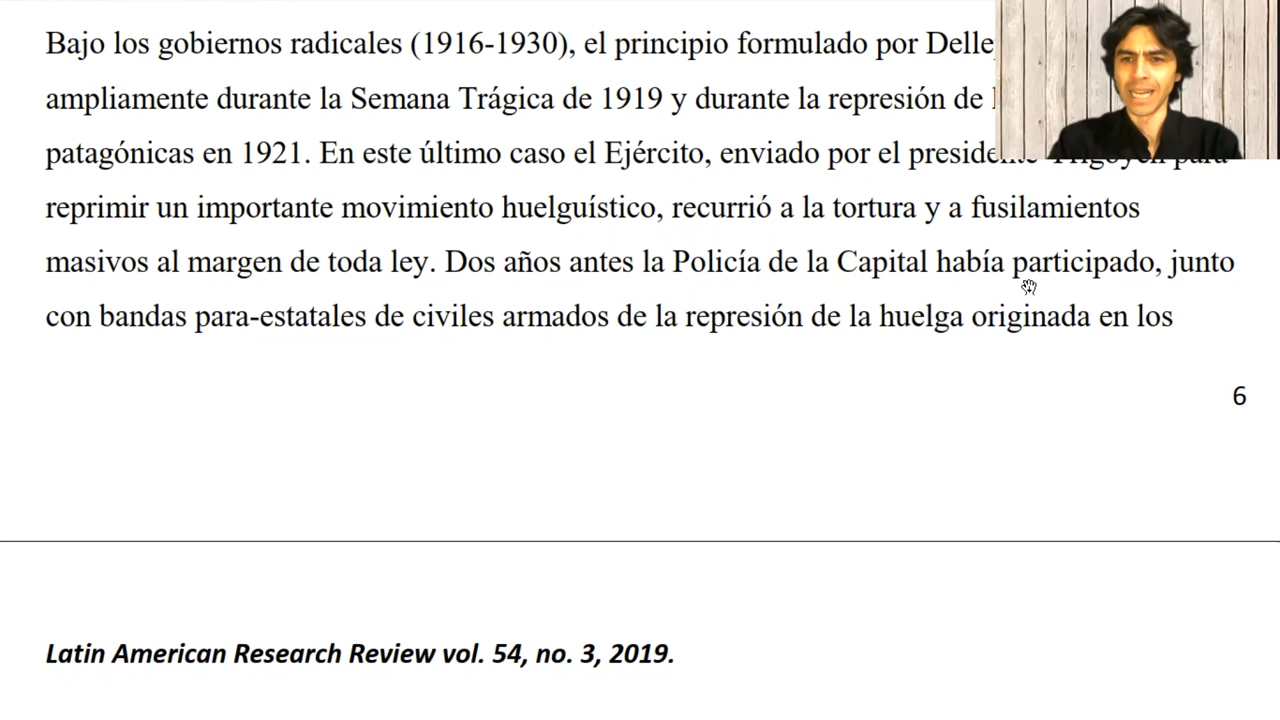 Bajo los gobiernos radicales (1916-1930), el principio formulado por
ampliamente durante la Semana Trágica de 1919 y durante la represión de
patagónicas en 1921. En este último caso el Ejército, enviado por el presidente Yrigoyen para
reprimir un importante movimiento huelguístico, recurrió a la tortura y a fusilamientos
masivos al margen de toda ley. Dos años antes la Policía de la Capital había participado, junto
con bandas para-estatales de civiles armados de la represión de la huelga originada en los
6
Latin American Research Review vol. 54, no. 3, 2019.